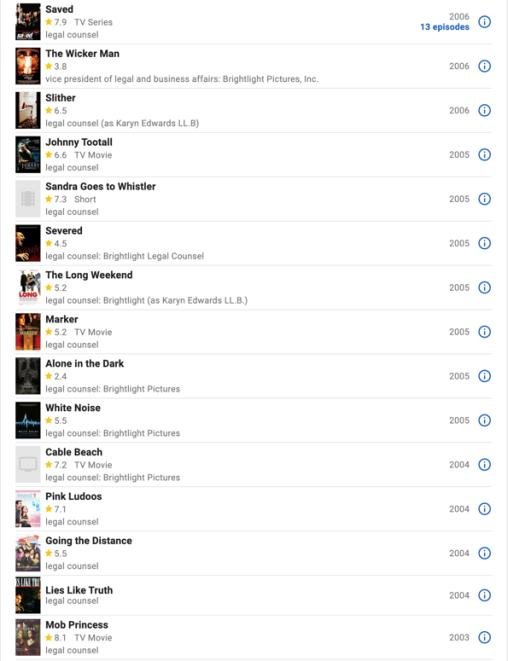 Saved
7.9 TV Series
legal counsel
2006
13 episodes
The Wicker Man
3.8
vice president of legal and business affairs: Brightlight Pictures, Inc.
2006
Slither
6.5
legal counsel (as Karyn Edwards LL.B)
2006
Johnny Tootall
6.6 TV Movie
legal counsel
2005
Sandra Goes to Whistler
7.3 Short
legal counsel
2005
Severed
4.5
legal counsel: Brightlight Legal Counsel
2005
The Long Weekend
5.2
legal counsel: Brightlight (as Karyn Edwards LL.B.)
2005
Marker
5.2 TV Movie
legal counsel
2005
Alone in the Dark
2.4
legal counsel: Brightlight Pictures
2005
White Noise
5.5
legal counsel: Brightlight Pictures
2005
Cable Beach
7.2 TV Movie
legal counsel: Brightlight Pictures
2004
Pink Ludoos
7.1
legal counsel
2004
Going the Distance
5.5
legal counsel
2004
Lies Like Truth
legal counsel
2004
Mob Princess
8.1 TV Movie
legal counsel
2003